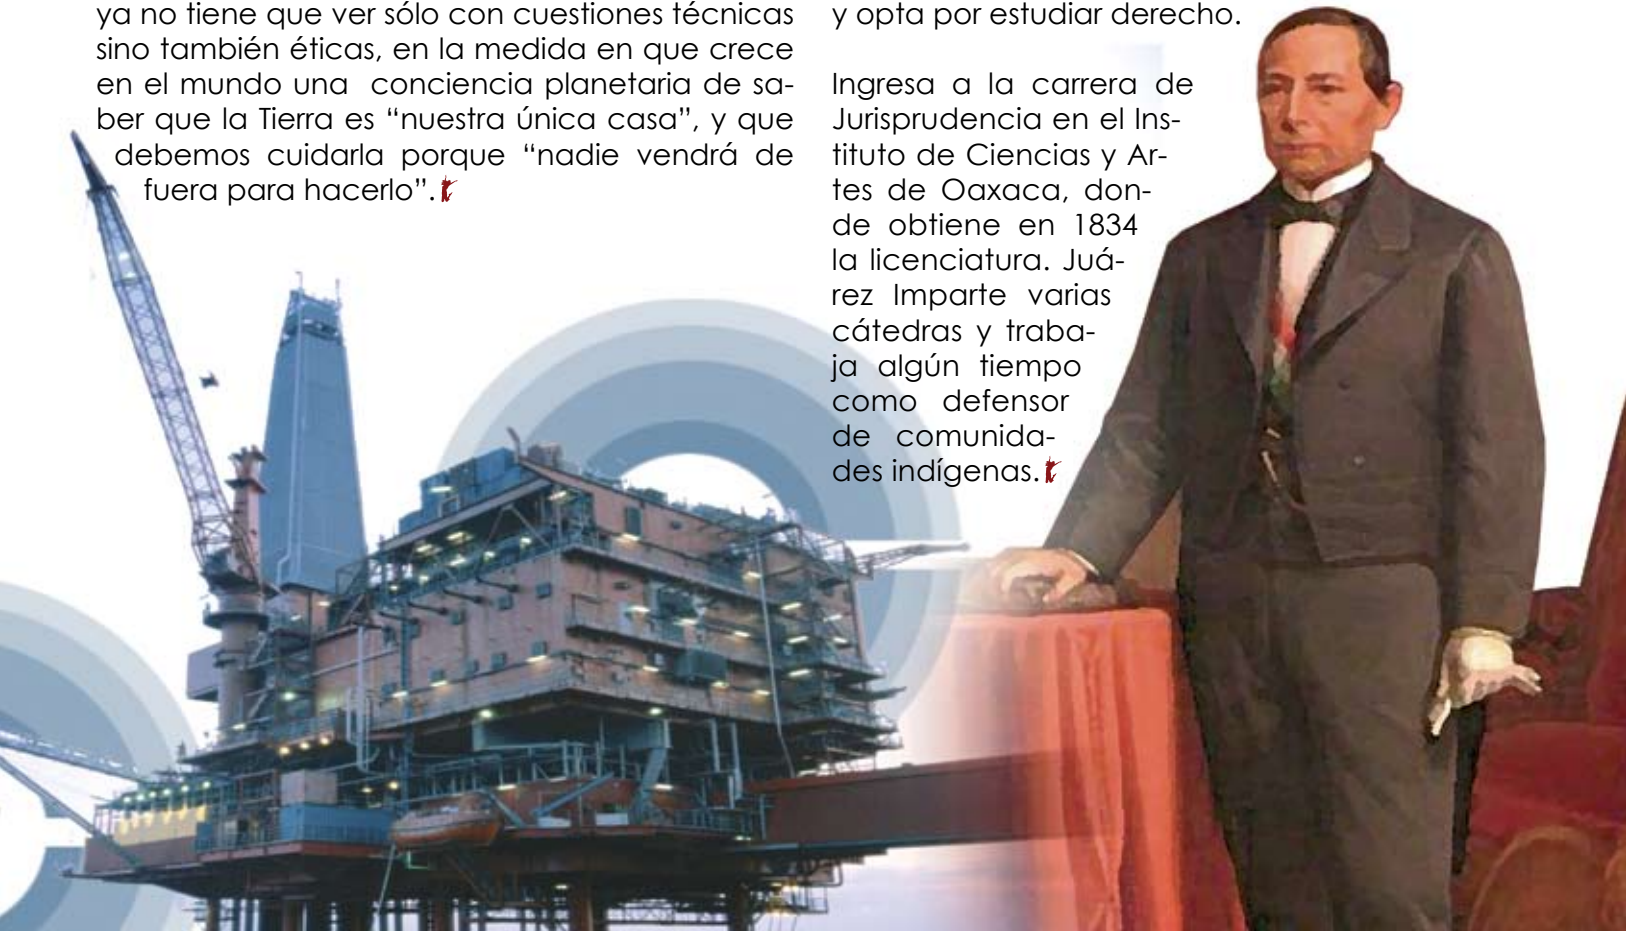 ya no tiene que ver sólo con cuestiones técnicas
sino también éticas, en la medida en que crece
en el mundo una conciencia planetaria de sa-
ber que la Tierra es “nuestra única casa”, y que
debemos cuidarla porque “nadie vendrá de
fuera para hacerlo”.
y opta por estudiar derecho.
Ingresa a la carrera de
Jurisprudencia en el Ins-
tituto de Ciencias y Ar-
tes de Oaxaca, don-
de obtiene en 1834
la licenciatura. Juá-
rez Imparte varias
cátedras y traba-
ja algún tiempo
como defensor
de comunida-
des indígenas.